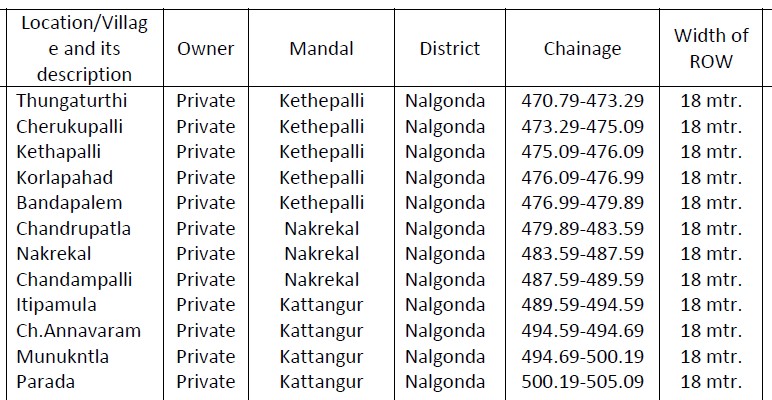 Location/Villag
e and its
description Owner Mandal District Chainage Width of
ROW
Thungaturthi Private Kethepalli Nalgonda 470.79-473.29 18 mtr.
Cherukupalli Private Kethepalli Nalgonda 473.29-475.09 18 mtr.
Kethapalli Private Kethepalli Nalgonda 475.09-476.09 18 mtr.
Korlapahad Private Kethepalli Nalgonda 476.09-476.99 18 mtr.
Bandapalem Private Kethepalli Nalgonda 476.99-479.89 18 mtr.
Chandrupatla Private Nakrekal Nalgonda 479.89-483.59 18 mtr.
Nakrekal Private Nakrekal Nalgonda 483.59-487.59 18 mtr.
Chandampalli Private Nakrekal Nalgonda 487.59-489.59 18 mtr.
Itipamula Private Kattangur Nalgonda 489.59-494.59 18 mtr.
Ch.Annavaram Private Kattangur Nalgonda 494.59-494.69 18 mtr.
Munukntla Private Kattangur Nalgonda 494.69-500.19 18 mtr.
Parada Private Kattangur Nalgonda 500.19-505.09 18 mtr.